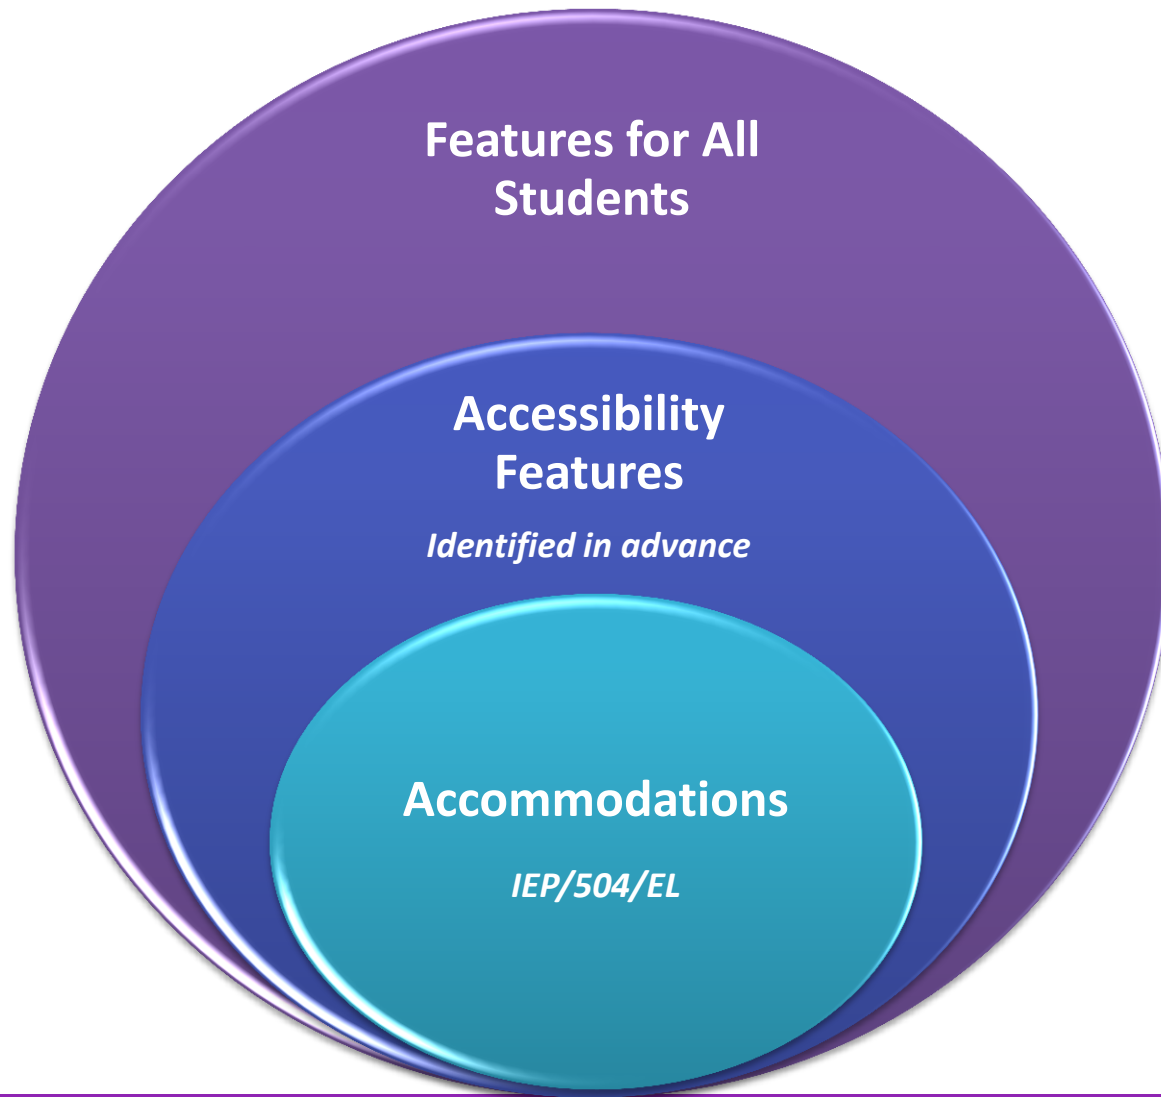 Features for All
Students
Accessibility
Features
Identified in advance
Accommodations
IEP/504/EL